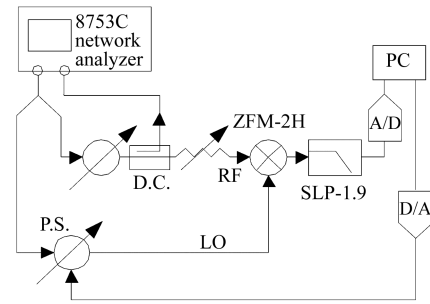 8753C
network
analyzer
PC
ZFM-2H
A/D
D.C.
RF
SLP-1.9
D/A
P.S.
LO